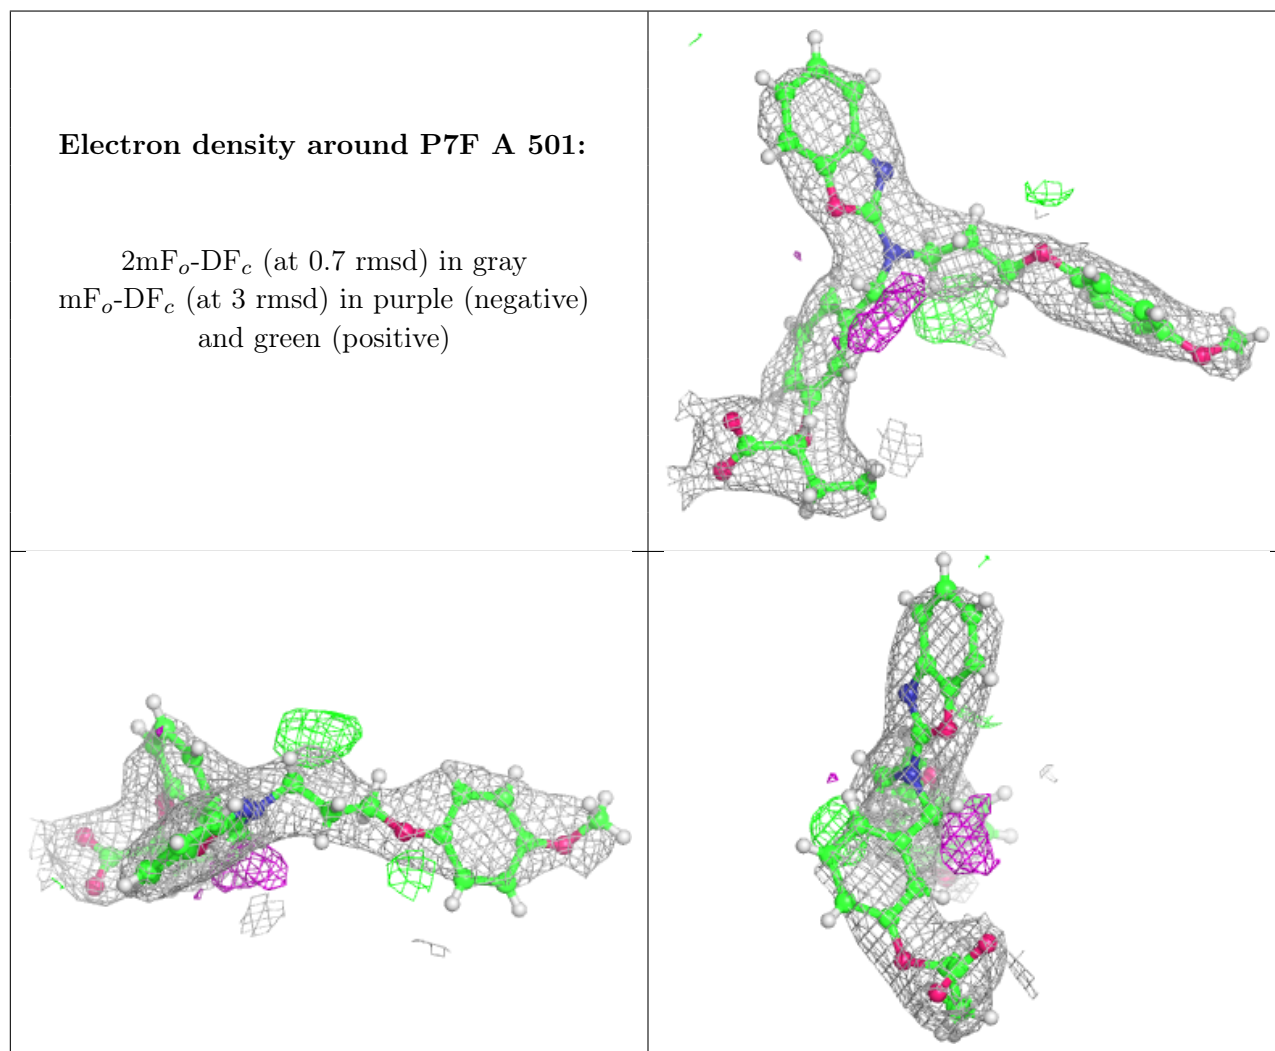 Electron density around P7F A 501:
2mFo-DFc (at 0.7 rmsd) in gray
mFo-DFc (at 3 rmsd) in purple (negative)
and green (positive)